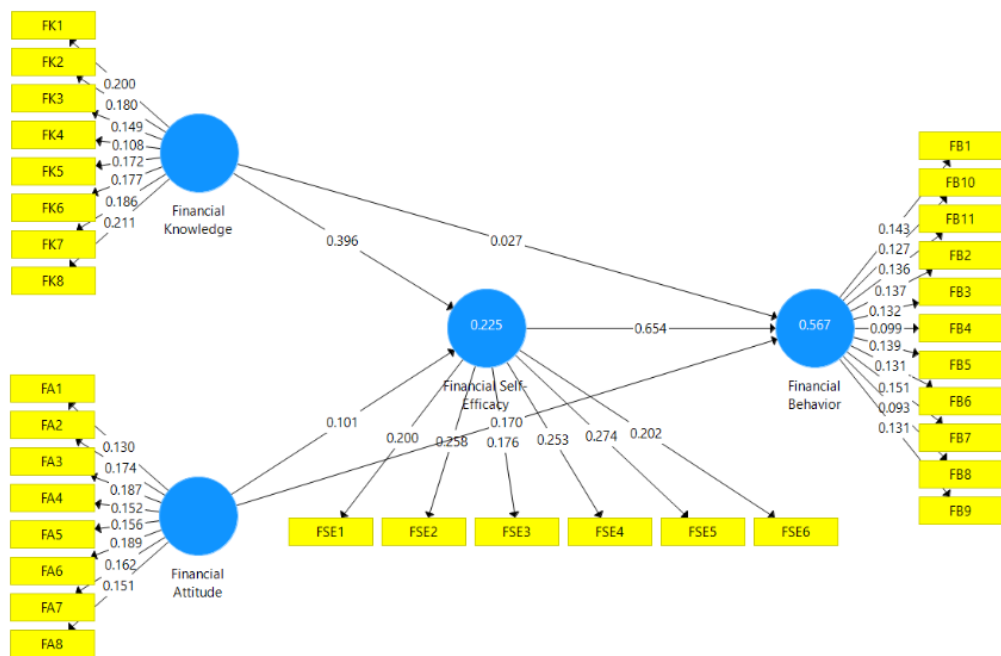 FK1
FK2
FK3
FK4
FK5
FK6
FK7
FK8
0.200
0.180
0.149
0.108
0.172
0.177
0.186
0.211
Financial
Knowledge
0.396
0.027
FA1
FA2
FA3
FA4
FA5
FA6
FA7
FA8
0.130
0.174
0.187
0.152
0.156
0.189
0.162
0.151
Financial
Attitude
0.101
0.170
0.225
Financial Self-
Efficacy
0.654
0.200
0.258
0.176
0.253
0.274
0.202
FSE1
FSE2
FSE3
FSE4
FSE5
FSE6
0.567
Financial
Behavior
0.143
0.127
0.136
0.137
0.132
0.099
0.139
0.131
0.151
0.093
0.131
FB1
FB10
FB11
FB2
FB3
FB4
FB5
FB6
FB7
FB8
FB9